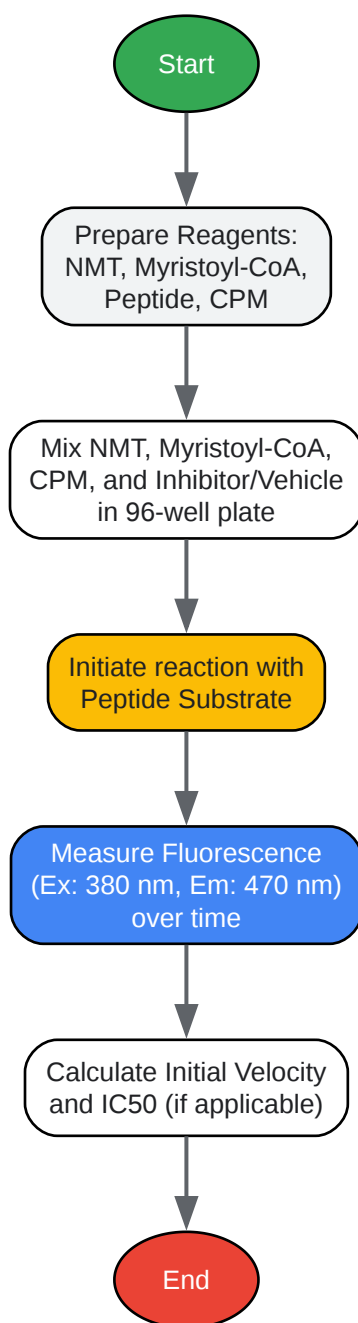 Start
Prepare Reagents:
NMT, Myristoyl-CoA,
Peptide, CPM
Mix NMT, Myristoyl-CoA,
CPM, and Inhibitor/Vehicle
in 96-well plate
Initiate reaction with
Peptide Substrate
Measure Fluorescence
(Ex: 380 nm, Em: 470 nm)
over time
Calculate Initial Velocity
and IC50 (if applicable)
End